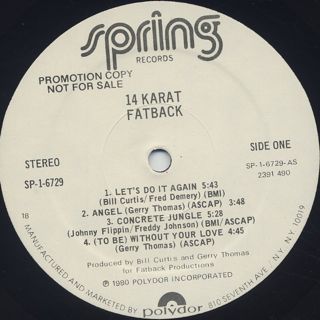 spring
RECORDS
PROMOTION COPY
NOT FOR SALE
14 KARAT
FATBACK
STEREO
SIDE ONE
SP-1-6729
SP-1-6729-AS
2391 490
1. LET'S DO IT AGAIN 5:43
(Bill Curtis/Fred Demery) (BMI)
2. ANGEL (Gerry Thomas) (ASCAP) 3:48
3. CONCRETE JUNGLE 5:28
(Johnny Flippin/Freddy Johnson) (BMI/ASCAP)
4. (TO BE) WITHOUT YOUR LOVE 4:45
(Gerry Thomas) (ASCAP)
18
Produced by Bill Curtis and Gerry Thomas
for Fatback Productions
℗ 1980 POLYDOR INCORPORATED
MANUFACTURED AND MARKETED BY polydor 810 SEVENTH AVE., N.Y., N.Y. 10019